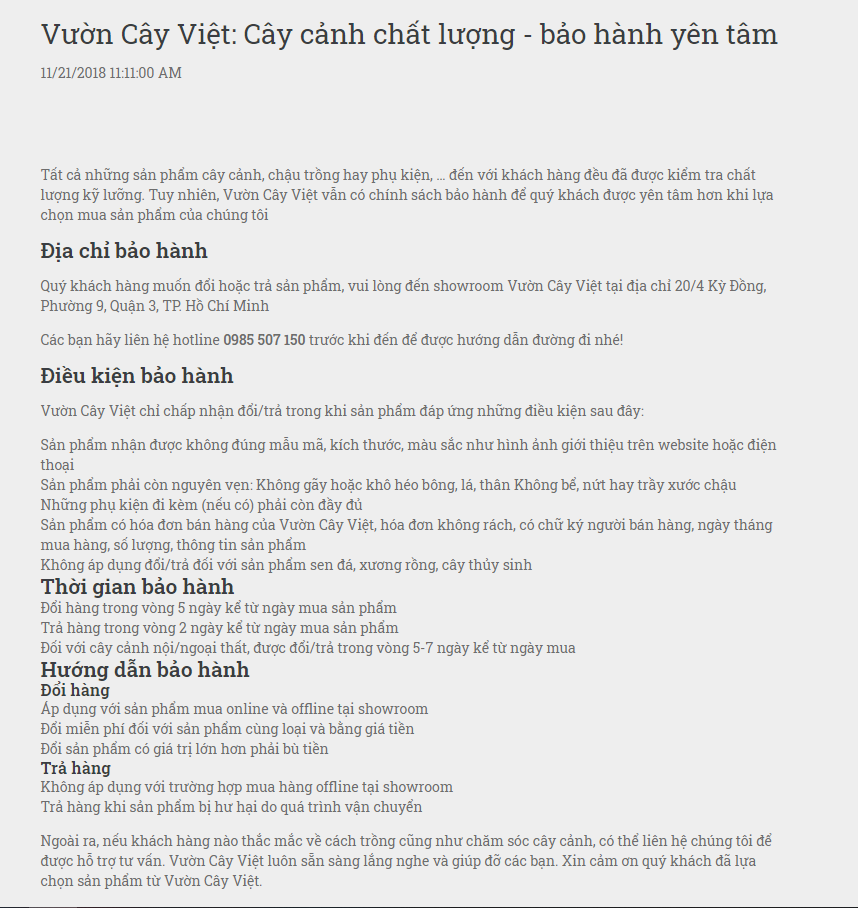 Vườn Cây Việt: Cây cảnh chất lượng - bảo hành yên tâm
11/21/2018 11:11:00 AM
Tất cả những sản phẩm cây cảnh, chậu trồng hay phụ kiện, ... đến với khách hàng đều đã được kiểm tra chất
lượng kỹ lưỡng. Tuy nhiên, Vườn Cây Việt vẫn có chính sách bảo hành để quý khách được yên tâm hơn khi lựa
chọn mua sản phẩm của chúng tôi
Địa chỉ bảo hành
Quý khách hàng muốn đổi hoặc trả sản phẩm, vui lòng đến showroom Vườn Cây Việt tại địa chỉ 20/4 Kỳ Đồng,
Phường 9, Quận 3, TP. Hồ Chí Minh
Các bạn hãy liên hệ hotline 0985 507 150 trước khi đến để được hướng dẫn đường đi nhé!
Điều kiện bảo hành
Vườn Cây Việt chỉ chấp nhận đổi/trả trong khi sản phẩm đáp ứng những điều kiện sau đây:
Sản phẩm nhận được không đúng mẫu mã, kích thước, màu sắc như hình ảnh giới thiệu trên website hoặc điện
thoại
Sản phẩm phải còn nguyên vẹn: Không gãy hoặc khô héo bông, lá, thân Không bể, nứt hay trầy xước chậu
Những phụ kiện đi kèm (nếu có) phải còn đầy đủ
Sản phẩm có hóa đơn bán hàng của Vườn Cây Việt, hóa đơn không rách, có chữ ký người bán hàng, ngày tháng
mua hàng, số lượng, thông tin sản phẩm
Không áp dụng đổi/trả đối với sản phẩm sen đá, xương rồng, cây thủy sinh
Thời gian bảo hành
Đổi hàng trong vòng 5 ngày kể từ ngày mua sản phẩm
Trả hàng trong vòng 2 ngày kể từ ngày mua sản phẩm
Đối với cây cảnh nội/ngoại thất, được đổi/trả trong vòng 5-7 ngày kể từ ngày mua
Hướng dẫn bảo hành
Đổi hàng
Áp dụng với sản phẩm mua online và offline tại showroom
Đổi miễn phí đối với sản phẩm cùng loại và bằng giá tiền
Đổi sản phẩm có giá trị lớn hơn phải bù tiền
Trả hàng
Không áp dụng với trường hợp mua hàng offline tại showroom
Trả hàng khi sản phẩm bị hư hại do quá trình vận chuyển
Ngoài ra, nếu khách hàng nào thắc mắc về cách trồng cũng như chăm sóc cây cảnh, có thể liên hệ chúng tôi để
được hỗ trợ tư vấn. Vườn Cây Việt luôn sẵn sàng lắng nghe và giúp đỡ các bạn. Xin cảm ơn quý khách đã lựa
chọn sản phẩm từ Vườn Cây Việt.